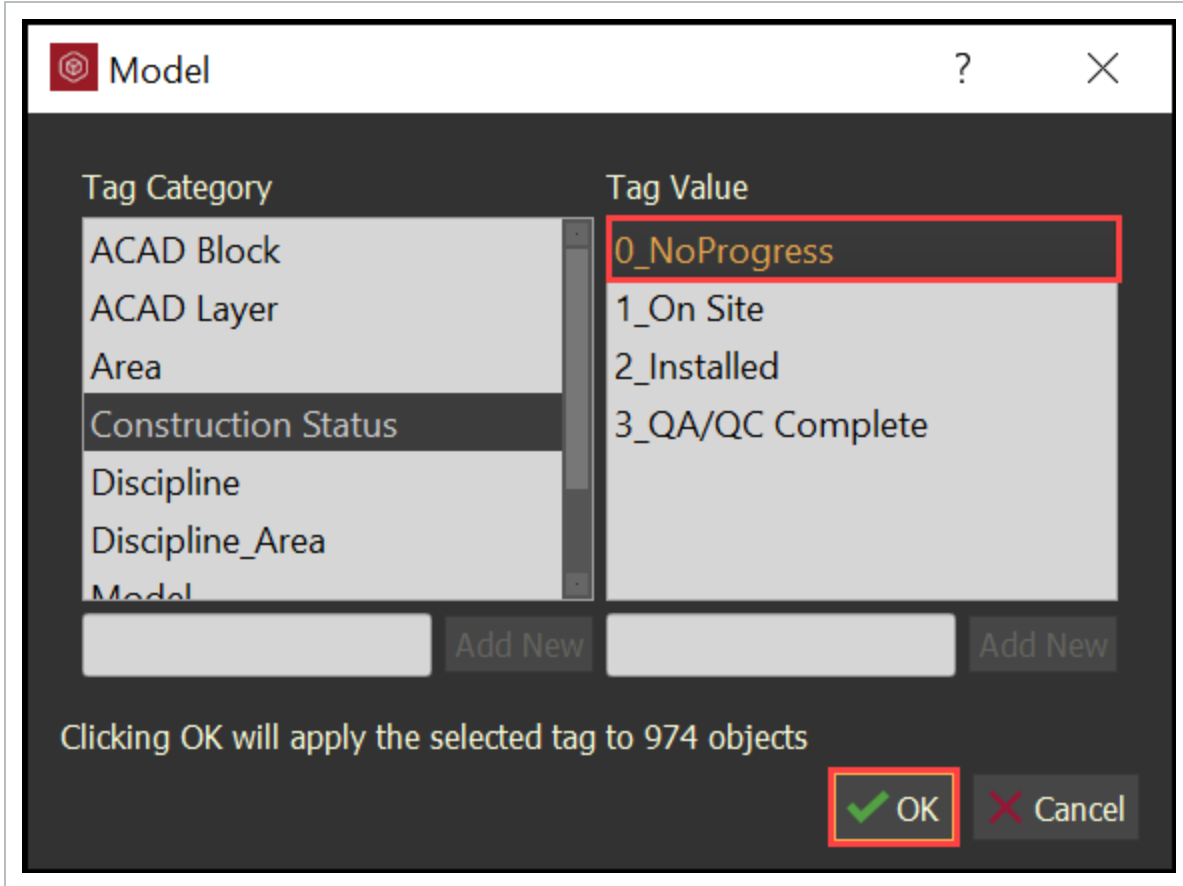 Model ?
Tag Category
ACAD Block
ACAD Layer
Area
Construction Status
Discipline
Discipline_Area
Model
Add New
Tag Value
0_NoProgress
1_On Site
2_Installed
3_QA/QC Complete
Add New
Clicking OK will apply the selected tag to 974 objects
OK Cancel